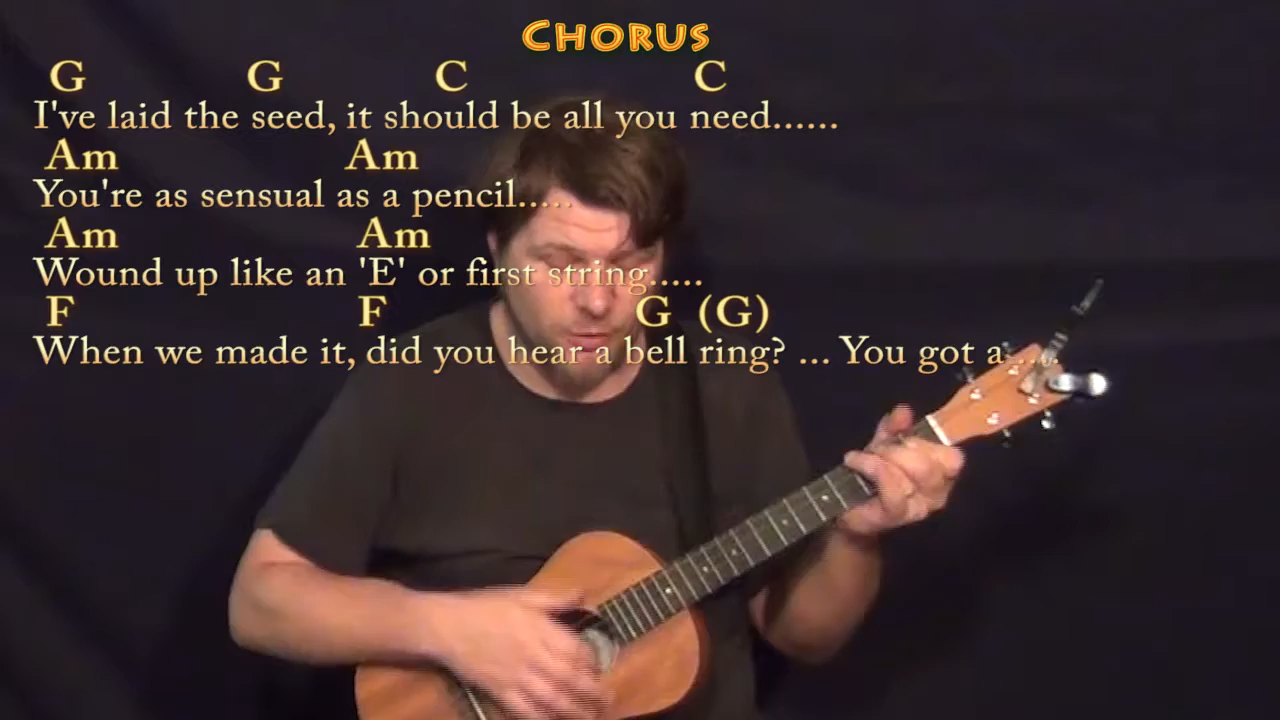 CHORUS
G G C C
I've laid the seed, it should be all you need......
Am Am
You're as sensual as a pencil.....
Am Am
Wound up like an 'E' or first string.....
F F G (G)
When we made it, did you hear a bell ring? ... You got a.....